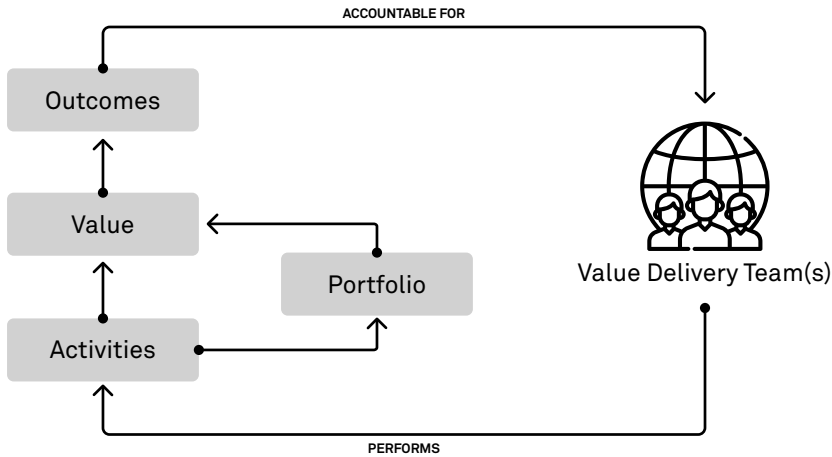 ACCOUNTABLE FOR
Outcomes
Value
Portfolio
Value Delivery Team(s)
Activities
PERFORMS